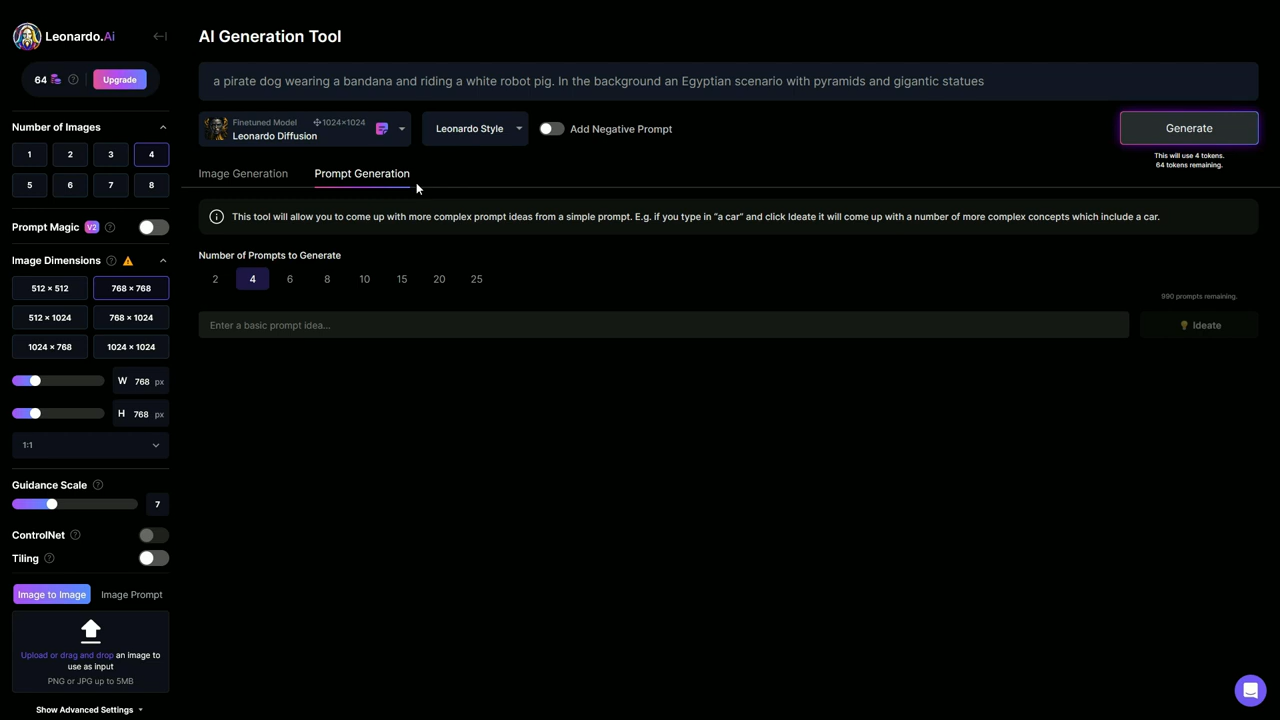 Leonardo.Ai
64
Upgrade
Number of Images
1 2 3 4
5 6 7 8
Prompt Magic V2
Image Dimensions
512 × 512 768 × 768
512 × 1024 768 × 1024
1024 × 768 1024 × 1024
W 768 px
H 768 px
1:1
Guidance Scale
7
ControlNet
Tiling
Image to Image Image Prompt
Upload or drag and drop an image to
use as input
PNG or JPG up to 5MB
Show Advanced Settings
AI Generation Tool
a pirate dog wearing a bandana and riding a white robot pig. In the background an Egyptian scenario with pyramids and gigantic statues
Finetuned Model 1024×1024
Leonardo Diffusion
Leonardo Style
Add Negative Prompt
Generate
This will use 4 tokens.
64 tokens remaining.
Image Generation Prompt Generation
This tool will allow you to come up with more complex prompt ideas from a simple prompt. E.g. if you type in "a car" and click Ideate it will come up with a number of more complex concepts which include a car.
Number of Prompts to Generate
2 4 6 8 10 15 20 25
990 prompts remaining.
Enter a basic prompt idea...
Ideate